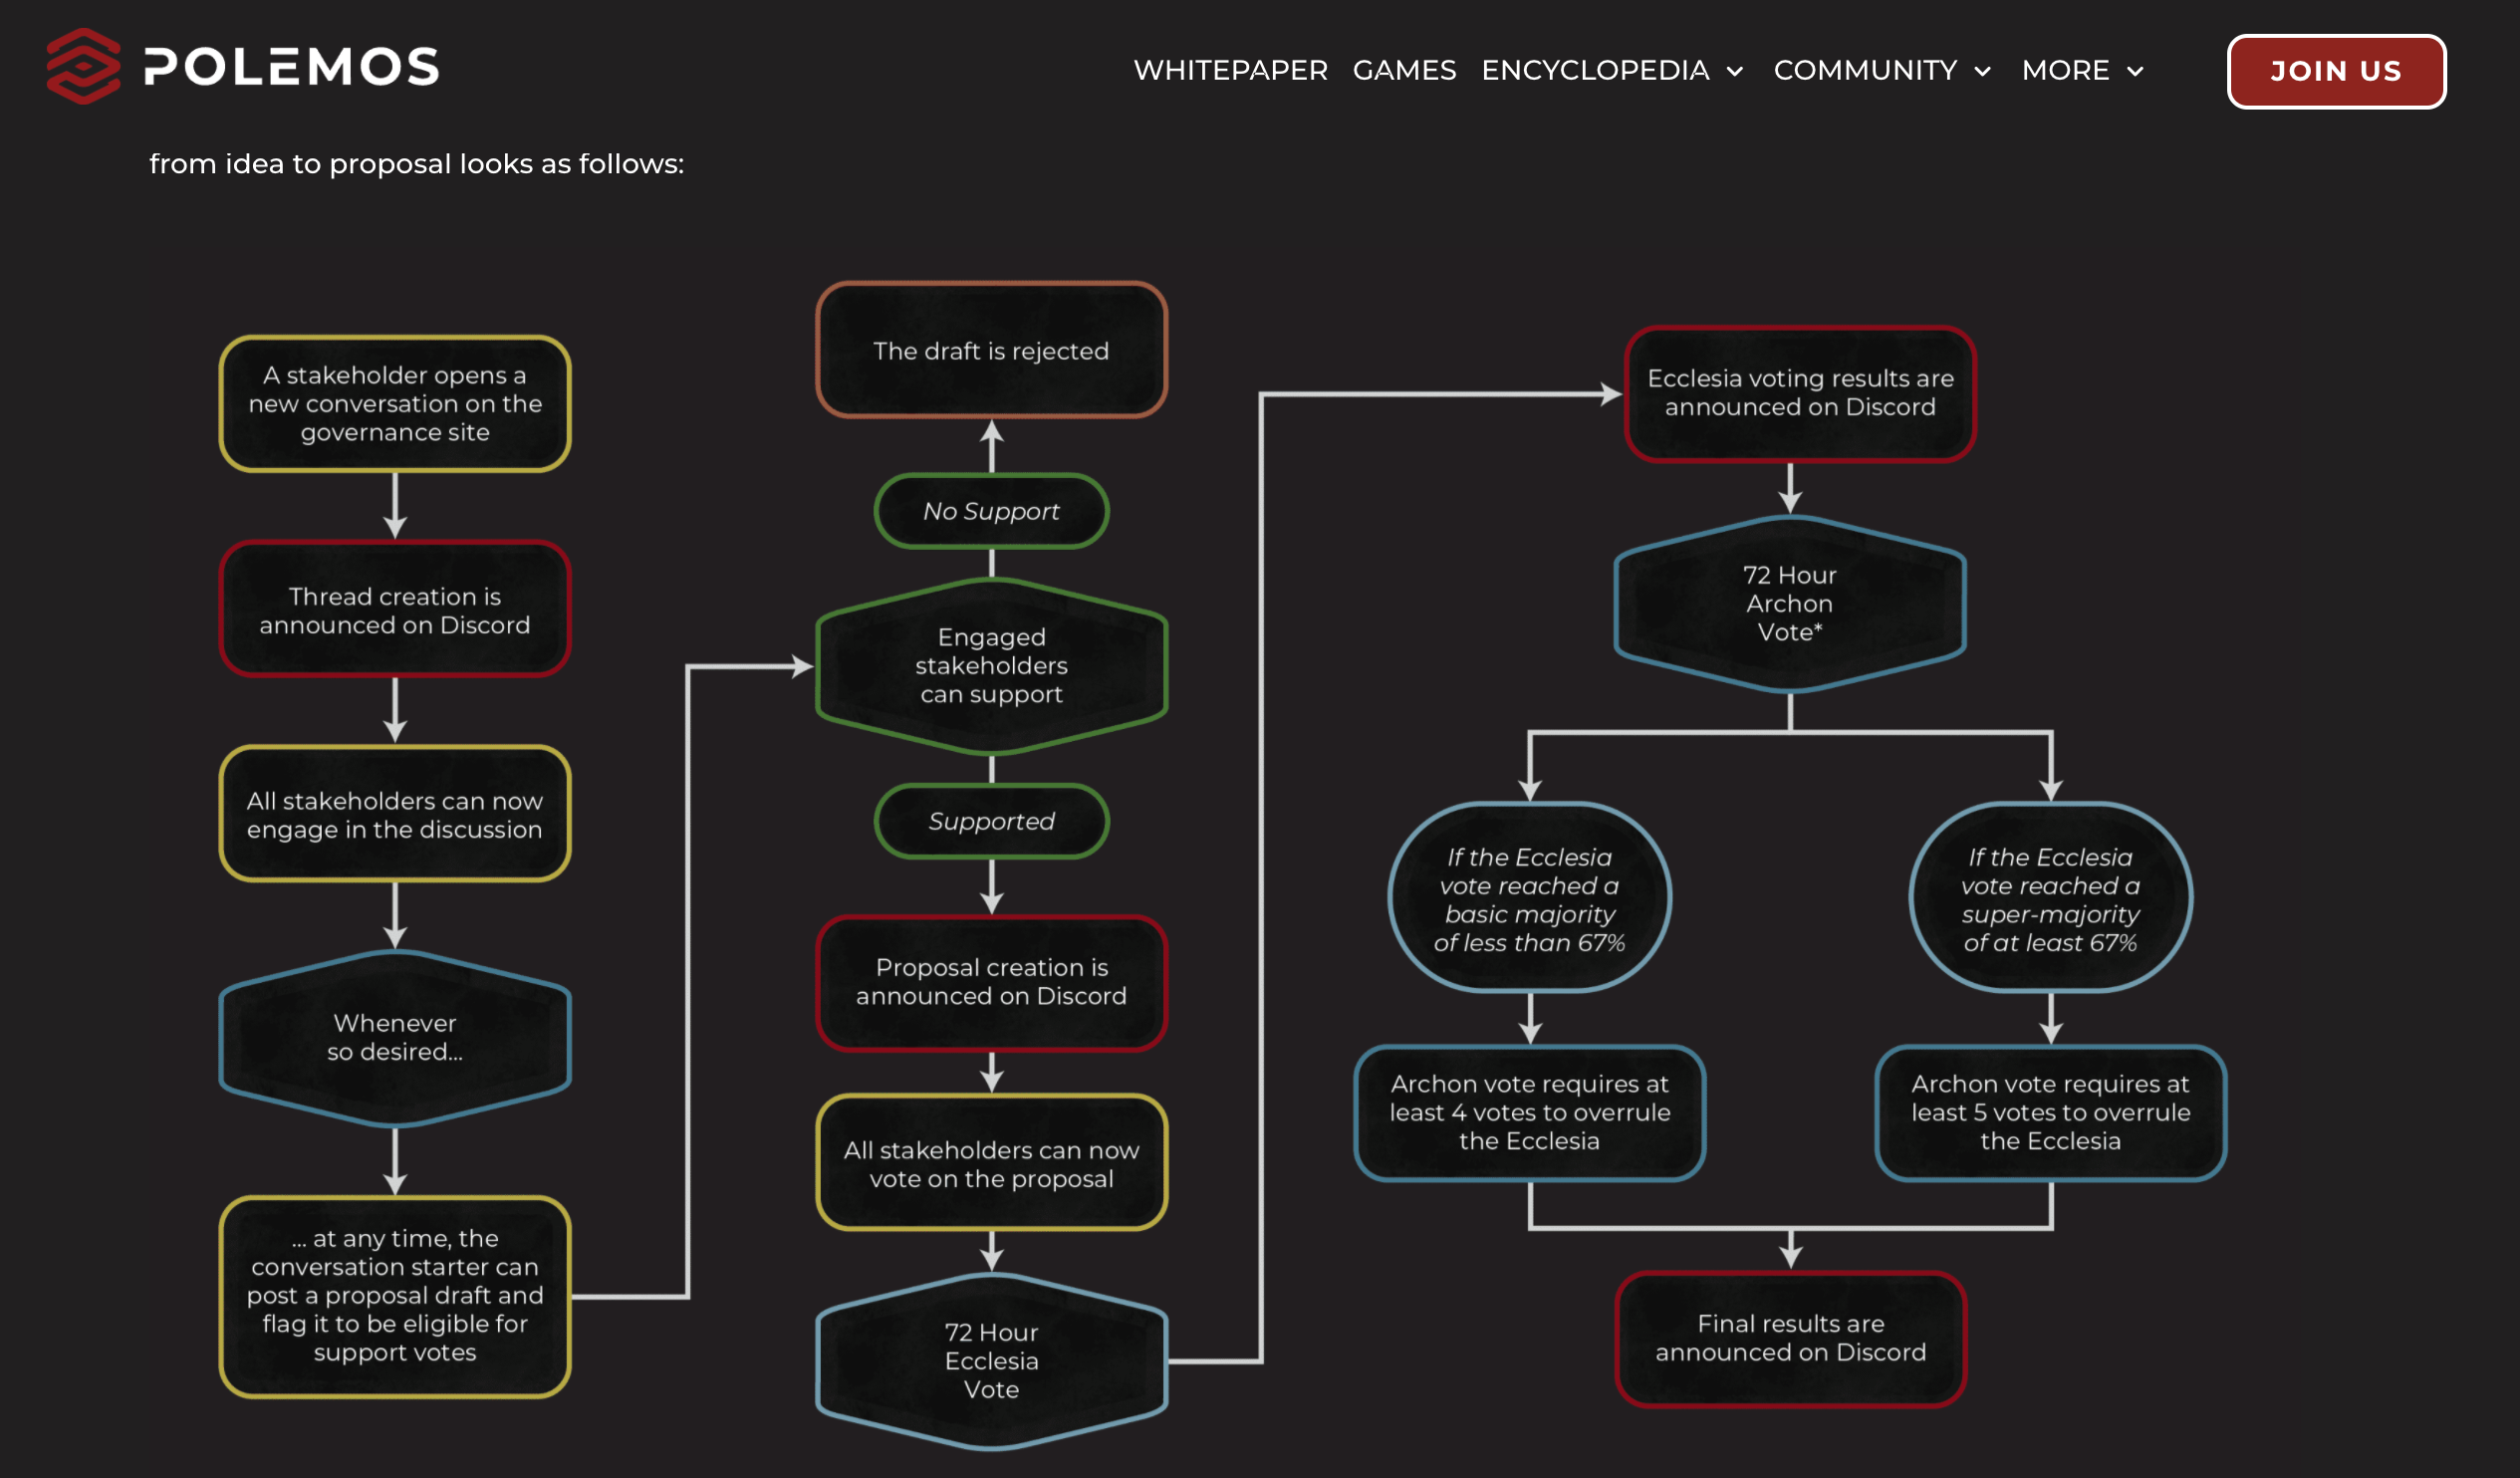 POLEMOS
WHITEPAPER GAMES ENCYCLOPEDIA COMMUNITY MORE JOIN US
from idea to proposal looks as follows:
A stakeholder opens a
new conversation on the
governance site
Thread creation is
announced on Discord
All stakeholders can now
engage in the discussion
Whenever
so desired...
... at any time, the
conversation starter can
post a proposal draft and
flag it to be eligible for
support votes
The draft is rejected
No Support
Engaged
stakeholders
can support
Supported
Proposal creation is
announced on Discord
All stakeholders can now
vote on the proposal
72 Hour
Ecclesia
Vote
Ecclesia voting results are
announced on Discord
72 Hour
Archon
Vote*
If the Ecclesia
vote reached a
basic majority
of less than 67%
Archon vote requires at
least 4 votes to overrule
the Ecclesia
If the Ecclesia
vote reached a
super-majority
of at least 67%
Archon vote requires at
least 5 votes to overrule
the Ecclesia
Final results are
announced on Discord